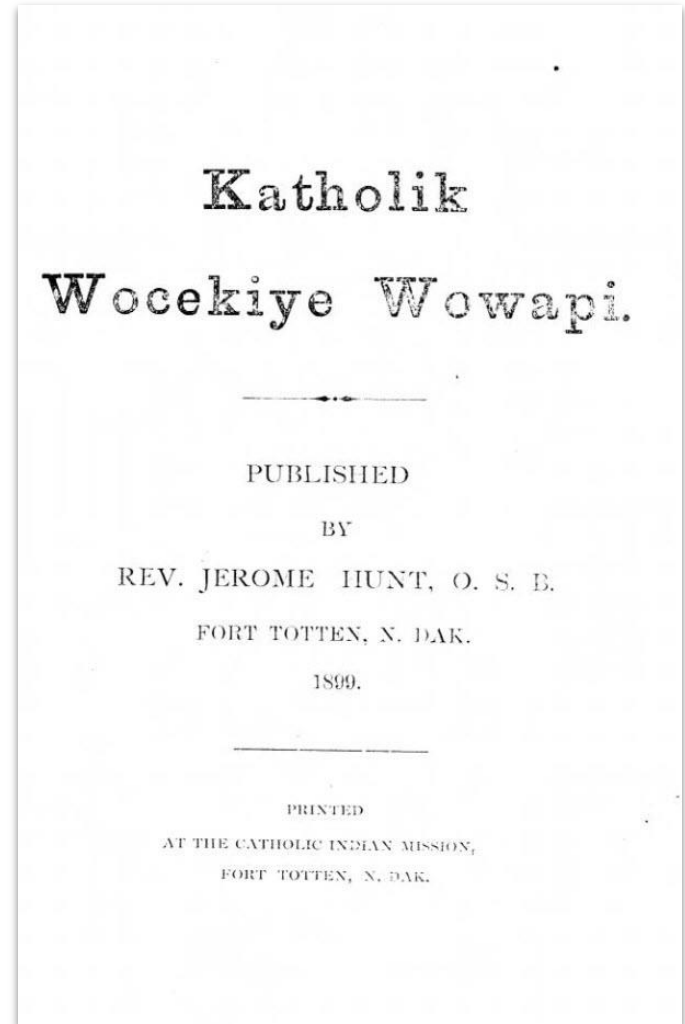 Katholik
Wocekiye Wowapi.
PUBLISHED
BY
REV. JEROME HUNT, O. S. B.
FORT TOTTEN, N. DAK.
1899.
PRINTED
AT THE CATHOLIC INDIAN MISSION,
FORT TOTTEN, N. DAK.